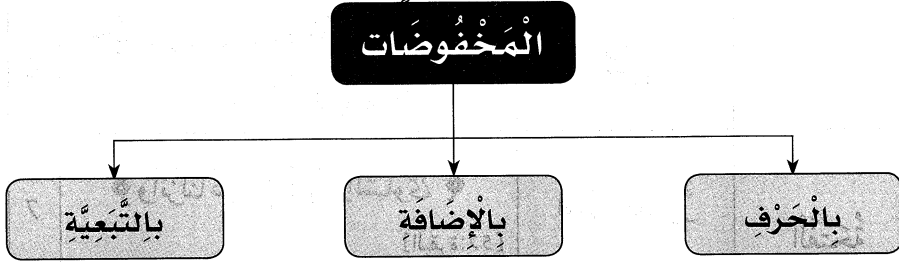 الْمَخْفُوضَات
بِالْحَرْفِ
بِالْإِضَافَةِ
بِالتَّبَعِيَّةِ